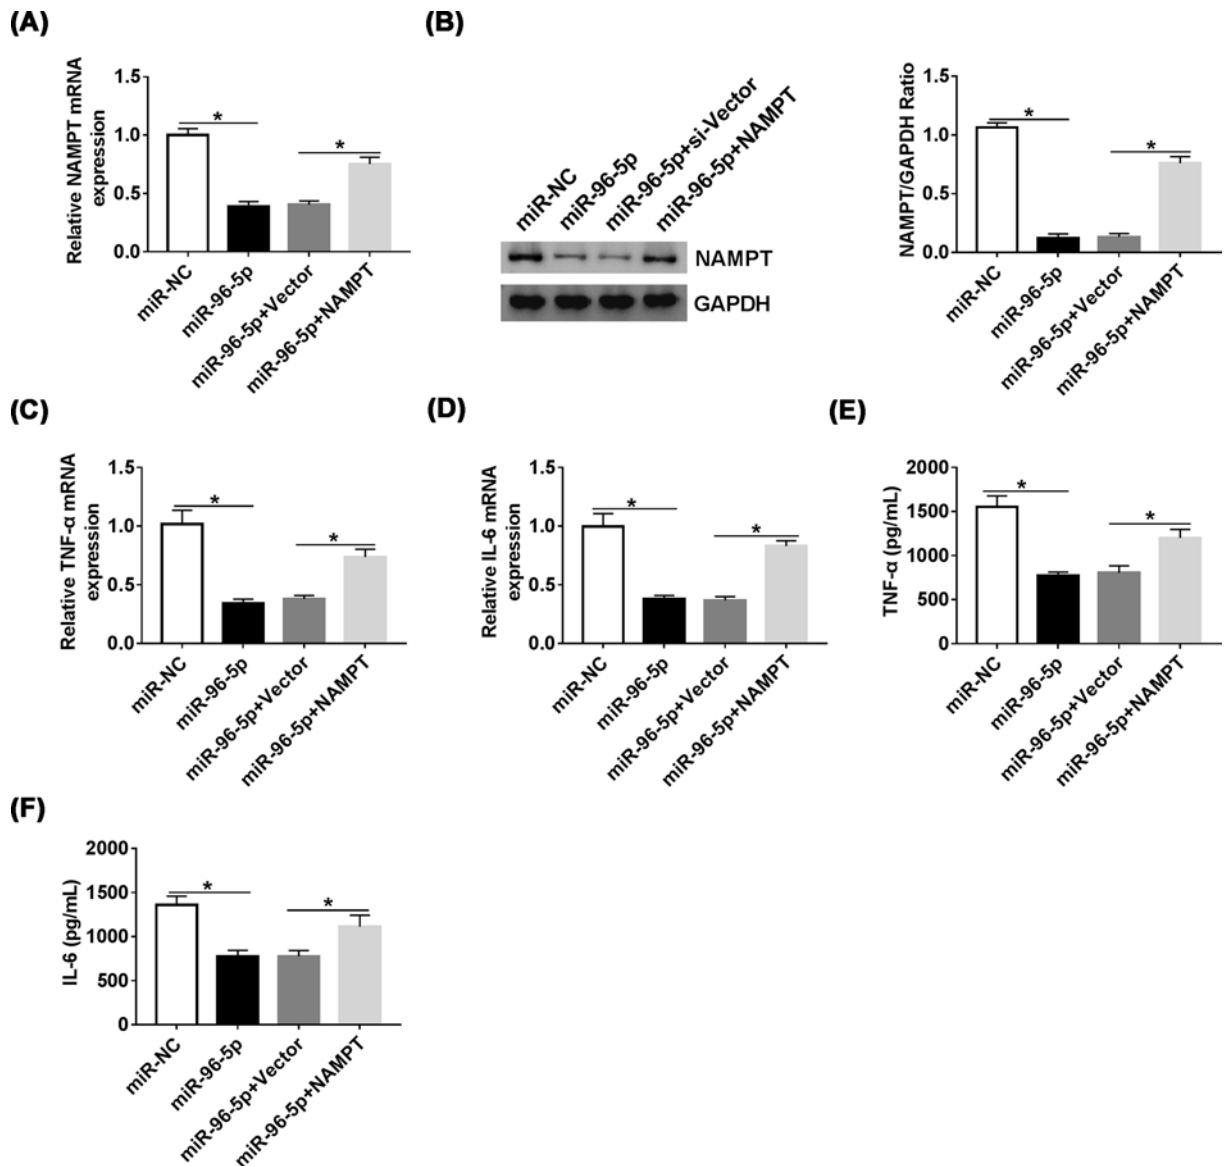 (A)
Relative NAMPT mRNA
expression
1.5
1.0
0.5
0.0
*
*
miR-NC
miR-96-5p
miR-96-5p+Vector
miR-96-5p+NAMPT
(B)
miR-NC
miR-96-5p
miR-96-5p+si-Vector
miR-96-5p+NAMPT
NAMPT
GAPDH
NAMPT/GAPDH Ratio
1.5
1.0
0.5
0.0
*
*
miR-NC
miR-96-5p
miR-96-5p+Vector
miR-96-5p+NAMPT
(C)
Relative TNF-α mRNA
expression
1.5
1.0
0.5
0.0
*
*
miR-NC
miR-96-5p
miR-96-5p+Vector
miR-96-5p+NAMPT
(D)
Relative IL-6 mRNA
expression
1.5
1.0
0.5
0.0
*
*
miR-NC
miR-96-5p
miR-96-5p+Vector
miR-96-5p+NAMPT
(E)
TNF-α (pg/mL)
2000
1500
1000
500
0
*
*
miR-NC
miR-96-5p
miR-96-5p+Vector
miR-96-5p+NAMPT
(F)
IL-6 (pg/mL)
2000
1500
1000
500
0
*
*
miR-NC
miR-96-5p
miR-96-5p+Vector
miR-96-5p+NAMPT